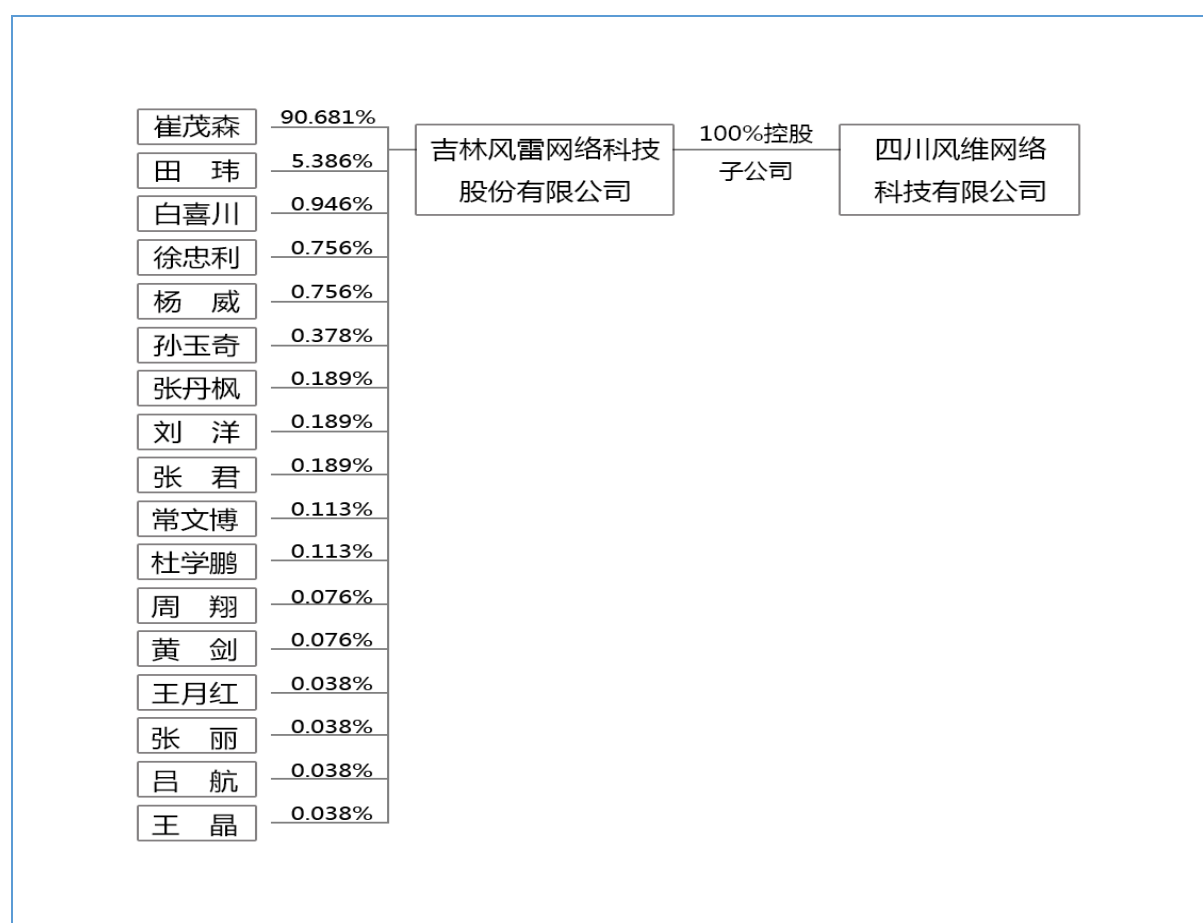 崔茂森 90.681%
田 玮 5.386%
白喜川 0.946%
徐忠利 0.756%
杨 威 0.756%
孙玉奇 0.378%
张丹枫 0.189%
刘 洋 0.189%
张 君 0.189%
常文博 0.113%
杜学鹏 0.113%
周 翔 0.076%
黄 剑 0.076%
王月红 0.038%
张 丽 0.038%
吕 航 0.038%
王 晶 0.038%
吉林风雷网络科技
股份有限公司
100%控股
子公司
四川风维网络
科技有限公司